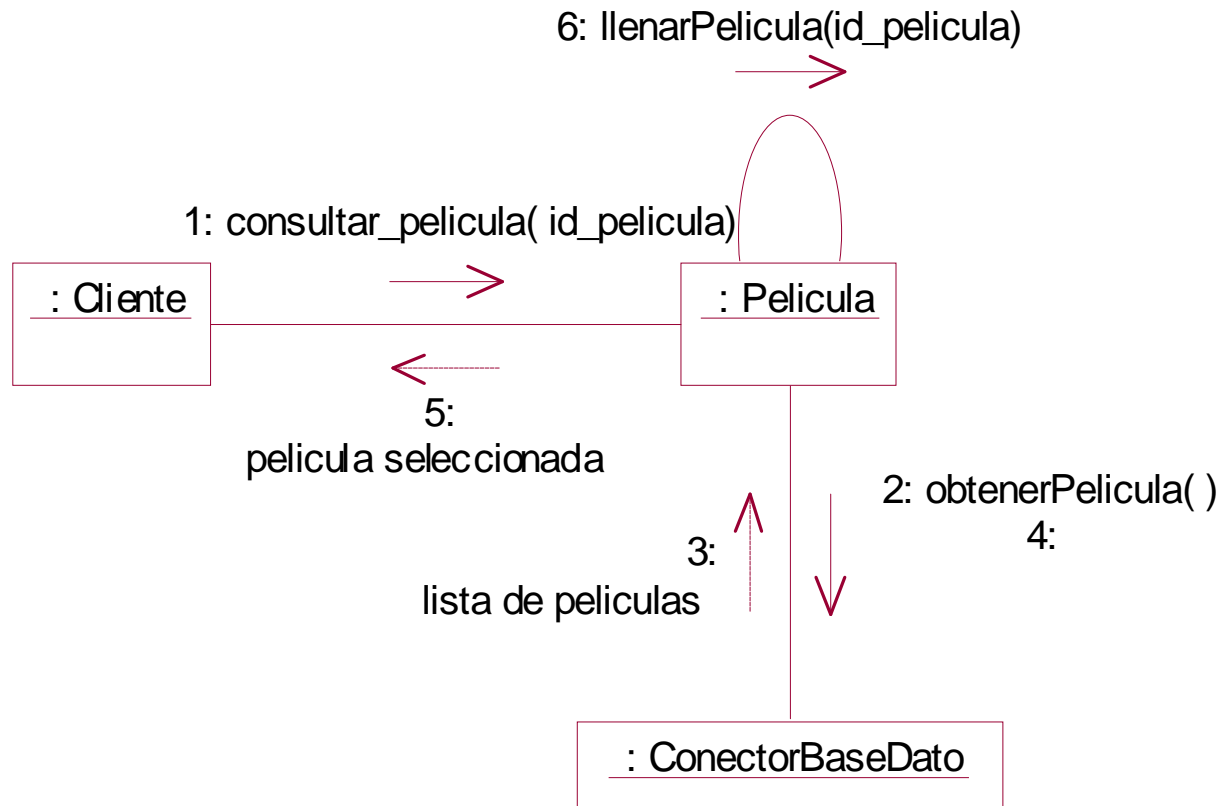 6: llenarPelicula(id_pelicula)
1: consultar_pelicula( id_pelicula)
: Cliente
: Pelicula
5:
pelicula seleccionada
2: obtenerPelicula( )
4:
3:
lista de peliculas
: ConectorBaseDato